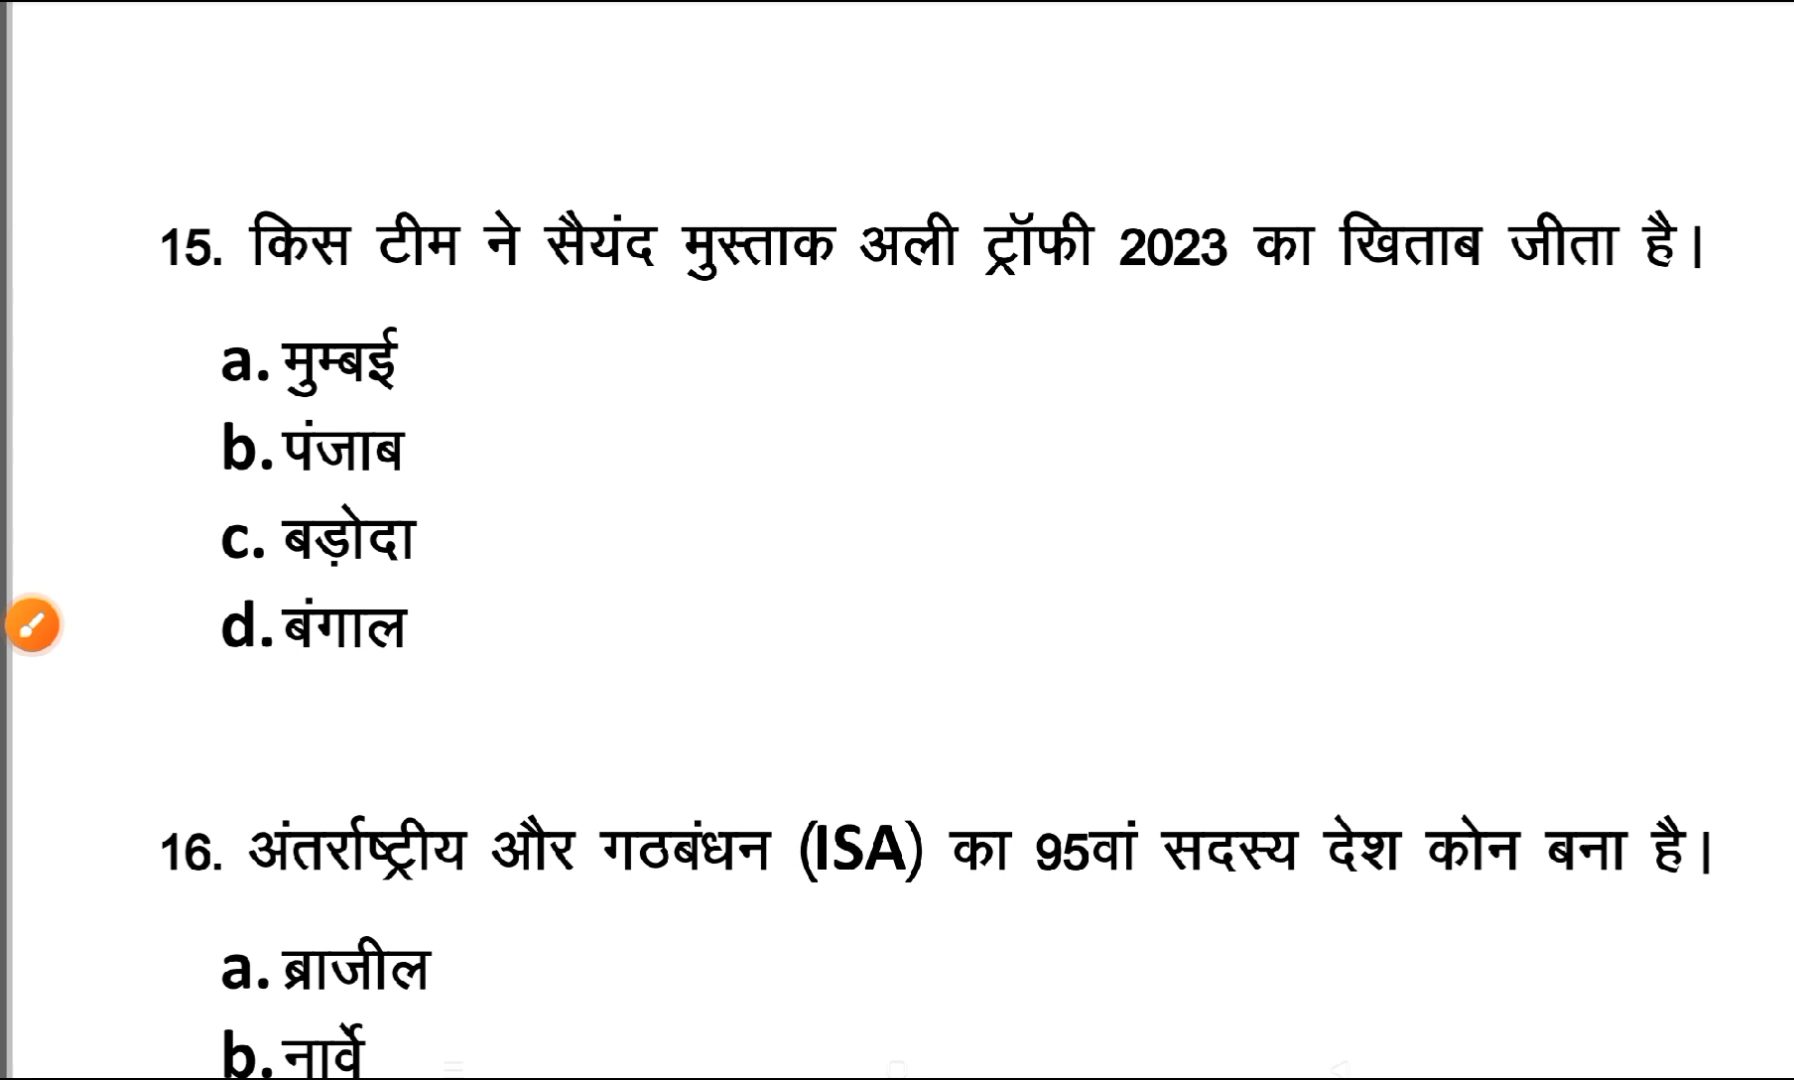 15. किस टीम ने सैयंद मुस्ताक अली ट्रॉफी 2023 का खिताब जीता है।
a. मुम्बई
b. पंजाब
c. बड़ोदा
d. बंगाल
16. अंतर्राष्ट्रीय और गठबंधन (ISA) का 95वां सदस्य देश कोन बना है।
a. ब्राजील
b. नार्वे